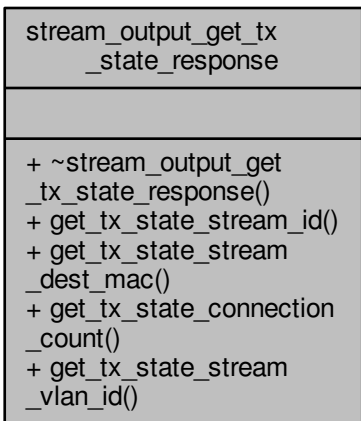 stream_output_get_tx
_state_response
+ ~stream_output_get
_tx_state_response()
+ get_tx_state_stream_id()
+ get_tx_state_stream
_dest_mac()
+ get_tx_state_connection
_count()
+ get_tx_state_stream
_vlan_id()